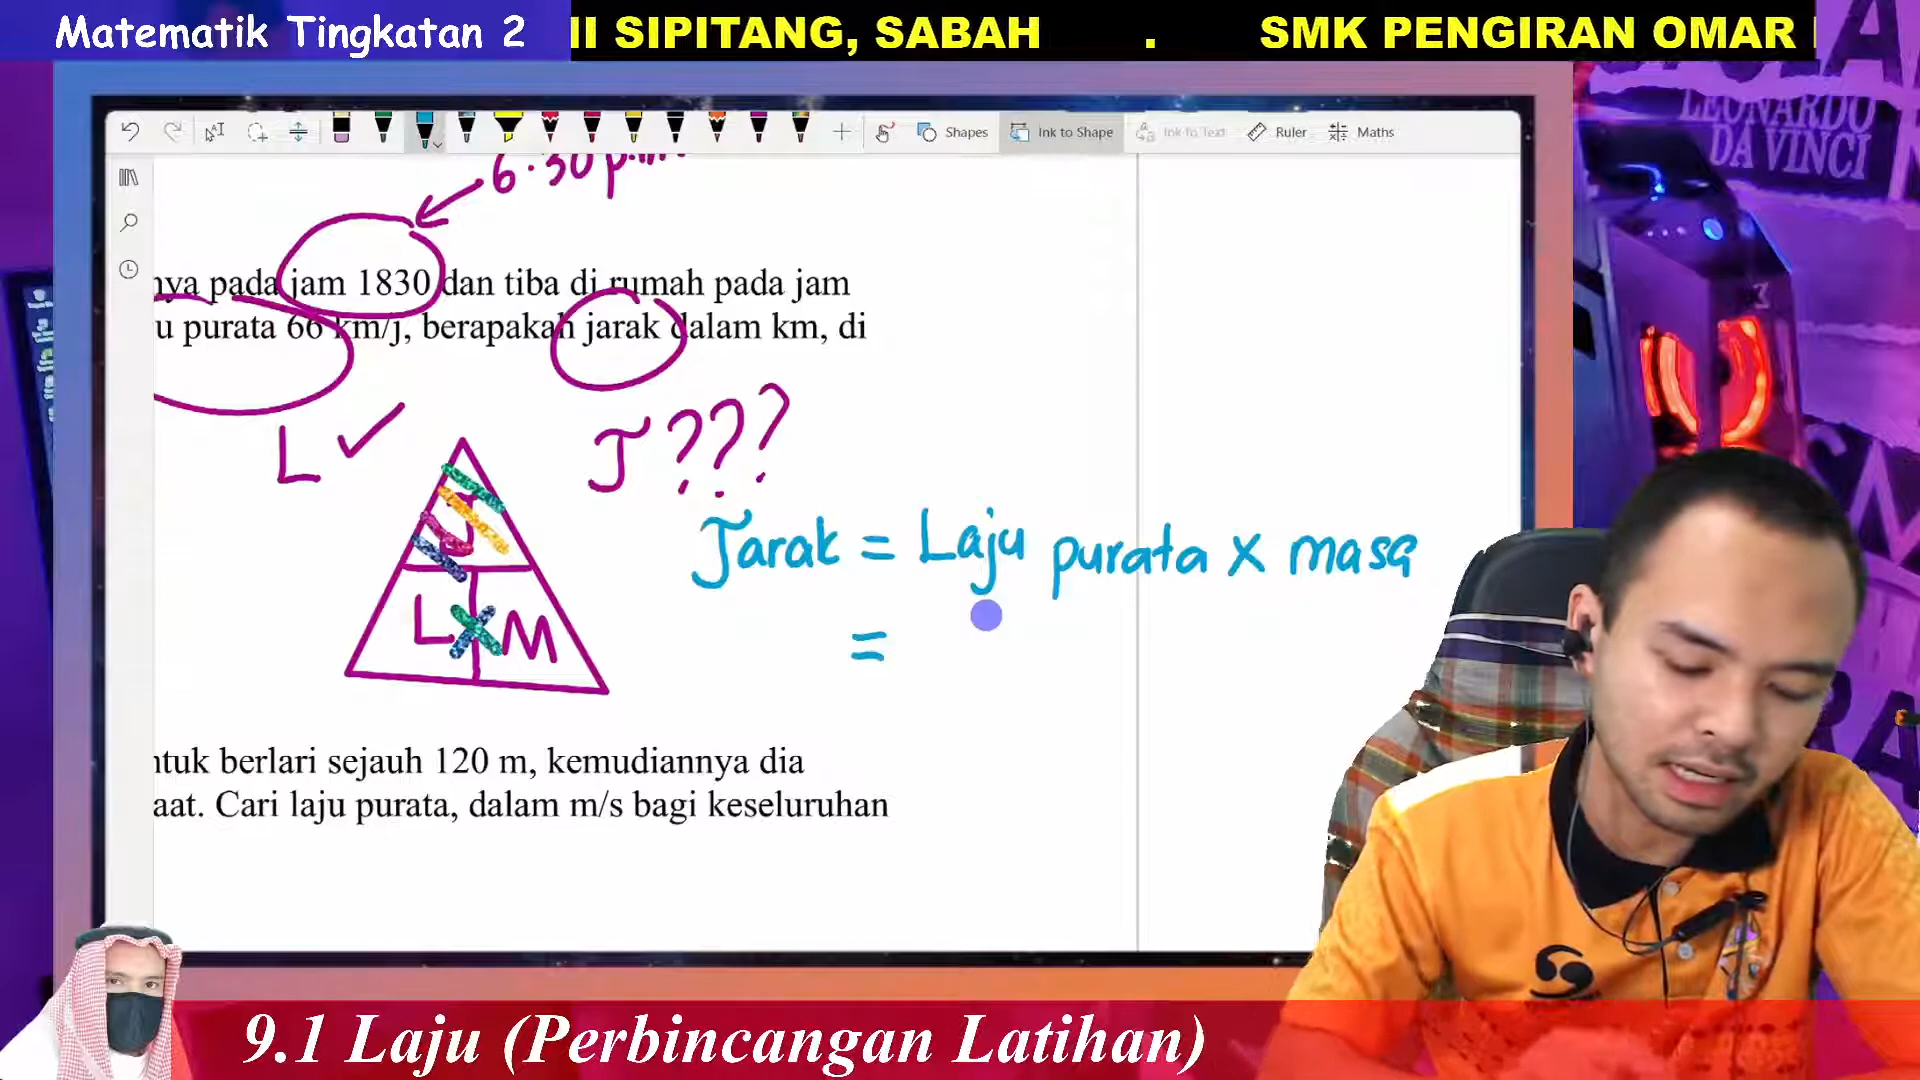 Matematik Tingkatan 2
II SIPITANG, SABAH . SMK PENGIRAN OMAR
LEONARDO
DA VINCI
Shapes
Ink to Shape
Ink to Text
Ruler
Maths
6.30 p.m
nya pada jam 1830 dan tiba di rumah pada jam
u purata 66 km/j, berapakah jarak dalam km, di
L ✓
J ???
J
L X M
Jarak = Laju purata x masa
=
ntuk berlari sejauh 120 m, kemudiannya dia
aat. Cari laju purata, dalam m/s bagi keseluruhan
9.1 Laju (Perbincangan Latihan)